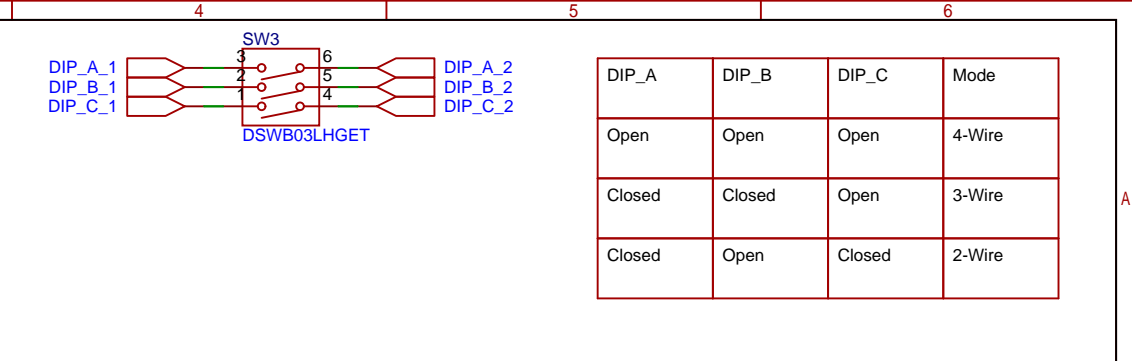 4 5 6
SW3
DIP_A_1 3 6 DIP_A_2
DIP_B_1 2 5 DIP_B_2
DIP_C_1 1 4 DIP_C_2
DSWB03LHGET
DIP_A DIP_B DIP_C Mode
Open Open Open 4-Wire
Closed Closed Open 3-Wire
Closed Open Closed 2-Wire
A